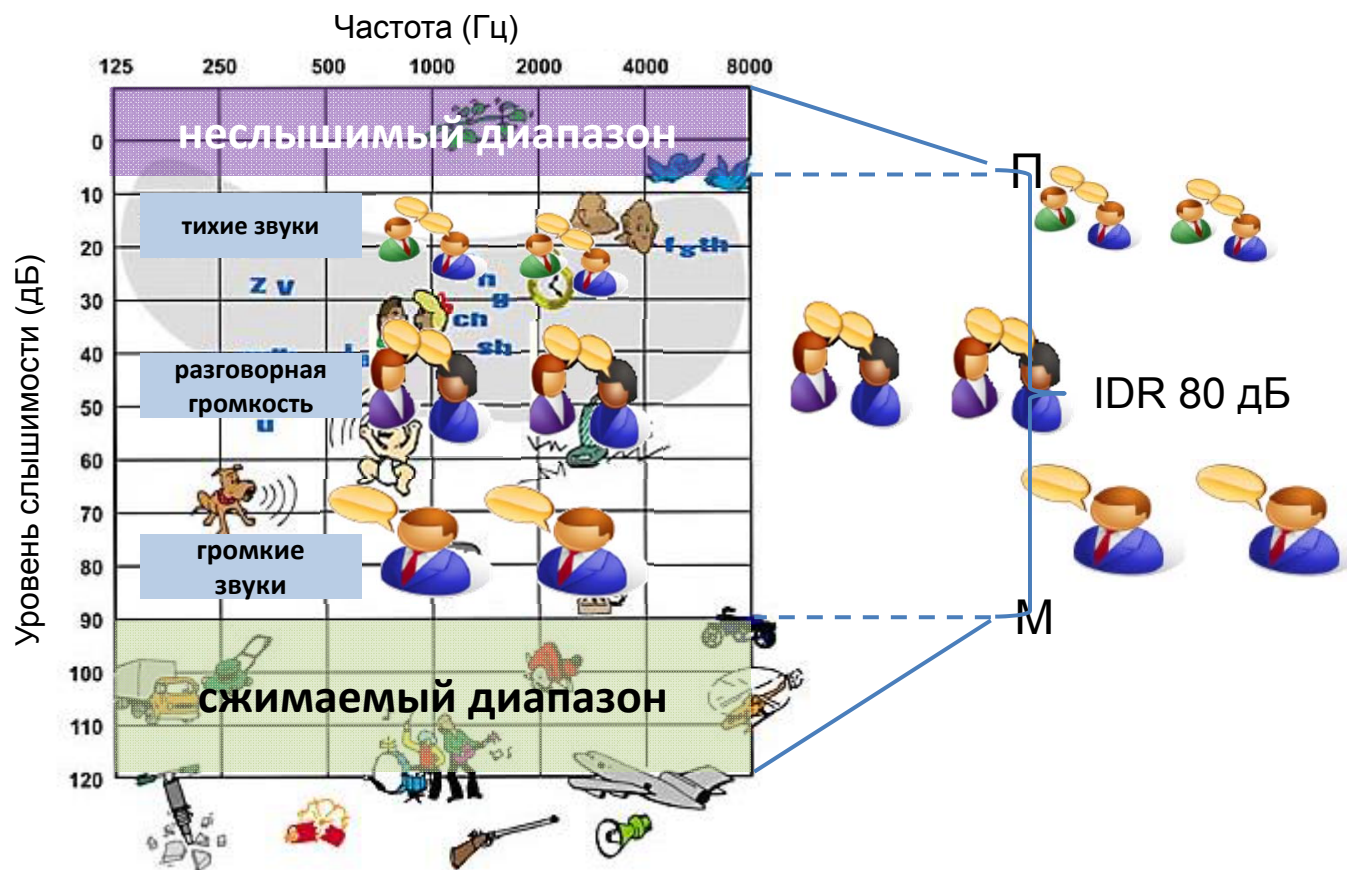 Частота (Гц)
125 250 500 1000 2000 4000 8000
Уровень слышимости (дБ)
неслышимый диапазон
0
П
10
тихие звуки
20
f s th
z v
n
g
30
ch
40
sh
разговорная
громкость
IDR 80 дБ
50
u
60
70
громкие
звуки
80
90
М
100
сжимаемый диапазон
110
120